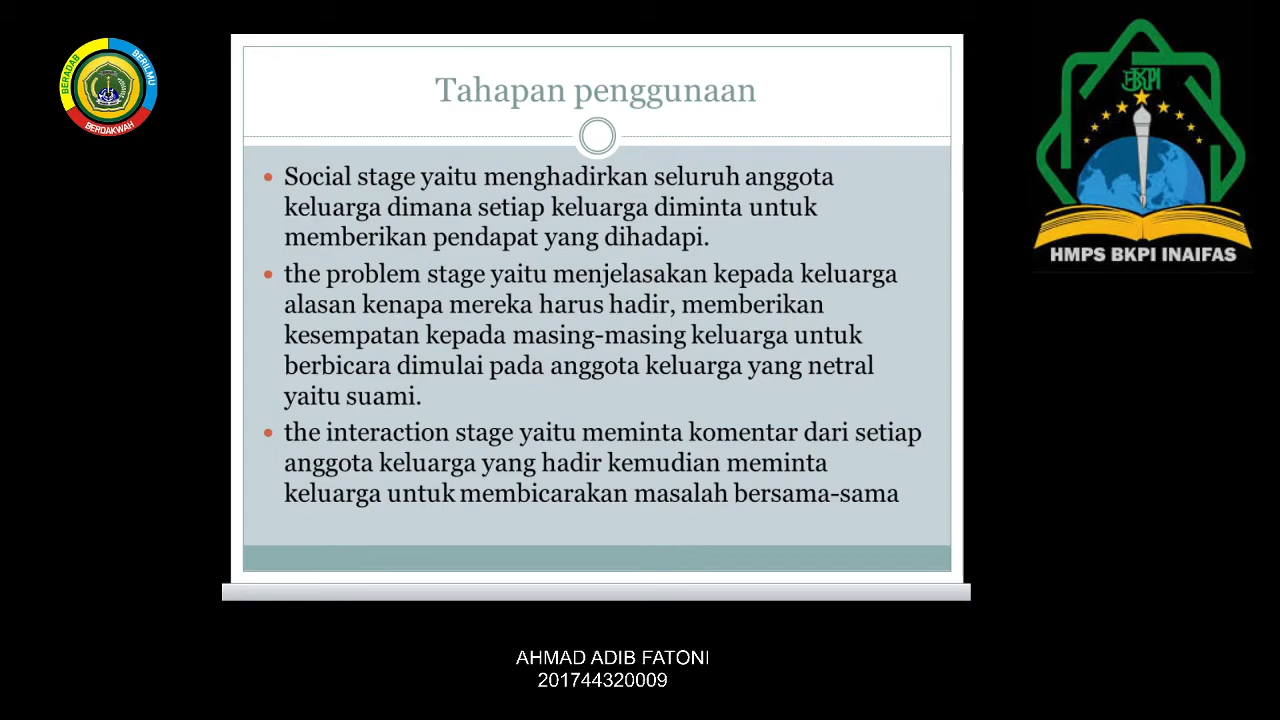 BERADAB
BERILMU
BERDAKWAH
BKPI
HMPS BKPI INAIFAS
Tahapan penggunaan
• Social stage yaitu menghadirkan seluruh anggota
keluarga dimana setiap keluarga diminta untuk
memberikan pendapat yang dihadapi.
• the problem stage yaitu menjelasakan kepada keluarga
alasan kenapa mereka harus hadir, memberikan
kesempatan kepada masing-masing keluarga untuk
berbicara dimulai pada anggota keluarga yang netral
yaitu suami.
• the interaction stage yaitu meminta komentar dari setiap
anggota keluarga yang hadir kemudian meminta
keluarga untuk membicarakan masalah bersama-sama
AHMAD ADIB FATONI
201744320009